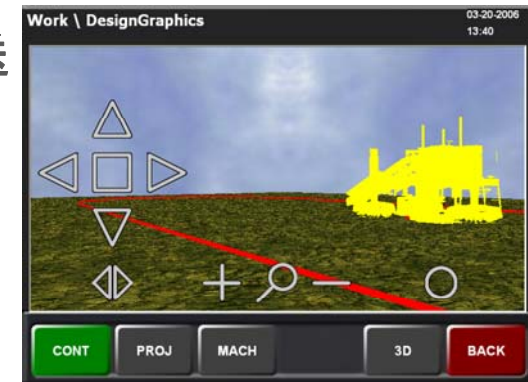 Work \ DesignGraphics
03-20-2006
13:40
CONT
PROJ
MACH
3D
BACK